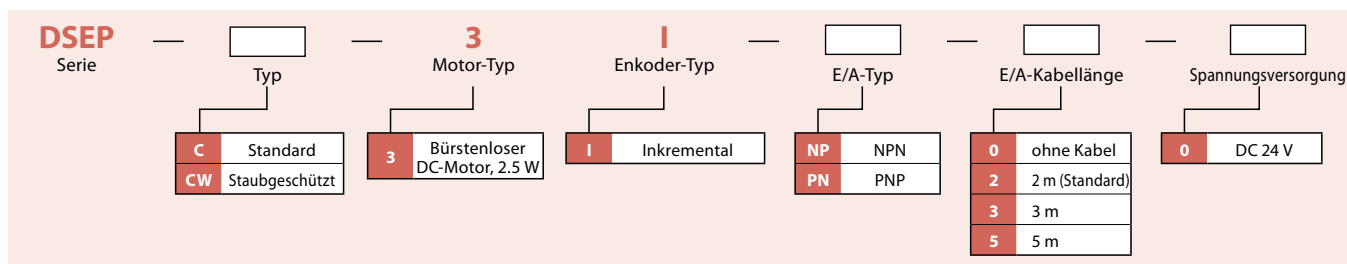 DSEP — — 3 I — — —
Serie Typ Motor-Typ Enkoder-Typ E/A-Typ E/A-Kabellänge Spannungsversorgung
C Standard
CW Staubgeschützt
3 Bürstenloser
DC-Motor, 2.5 W
I Inkremental
NP NPN
PN PNP
0 ohne Kabel
2 2 m (Standard)
3 3 m
5 5 m
0 DC 24 V